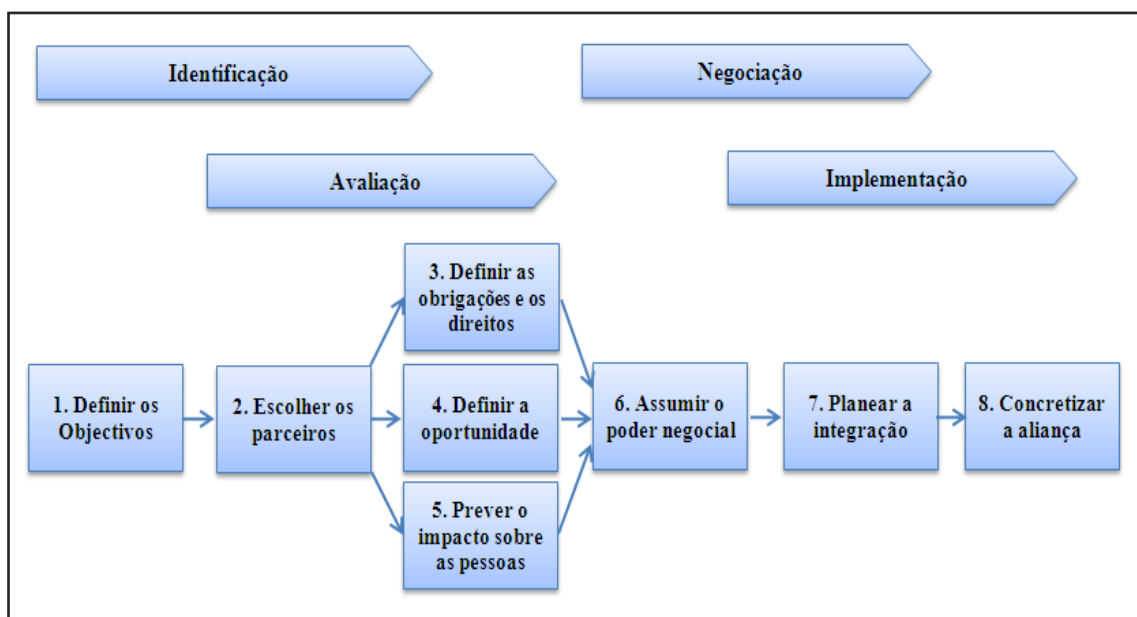 Identificação
Negociação
Avaliação
Implementação
3. Definir as
obrigações e os
direitos
1. Definir os
Objectivos
2. Escolher os
parceiros
4. Definir a
oportunidade
5. Prever o
impacto sobre
as pessoas
6. Assumir o
poder negocial
7. Planear a
integração
8. Concretizar
a aliança